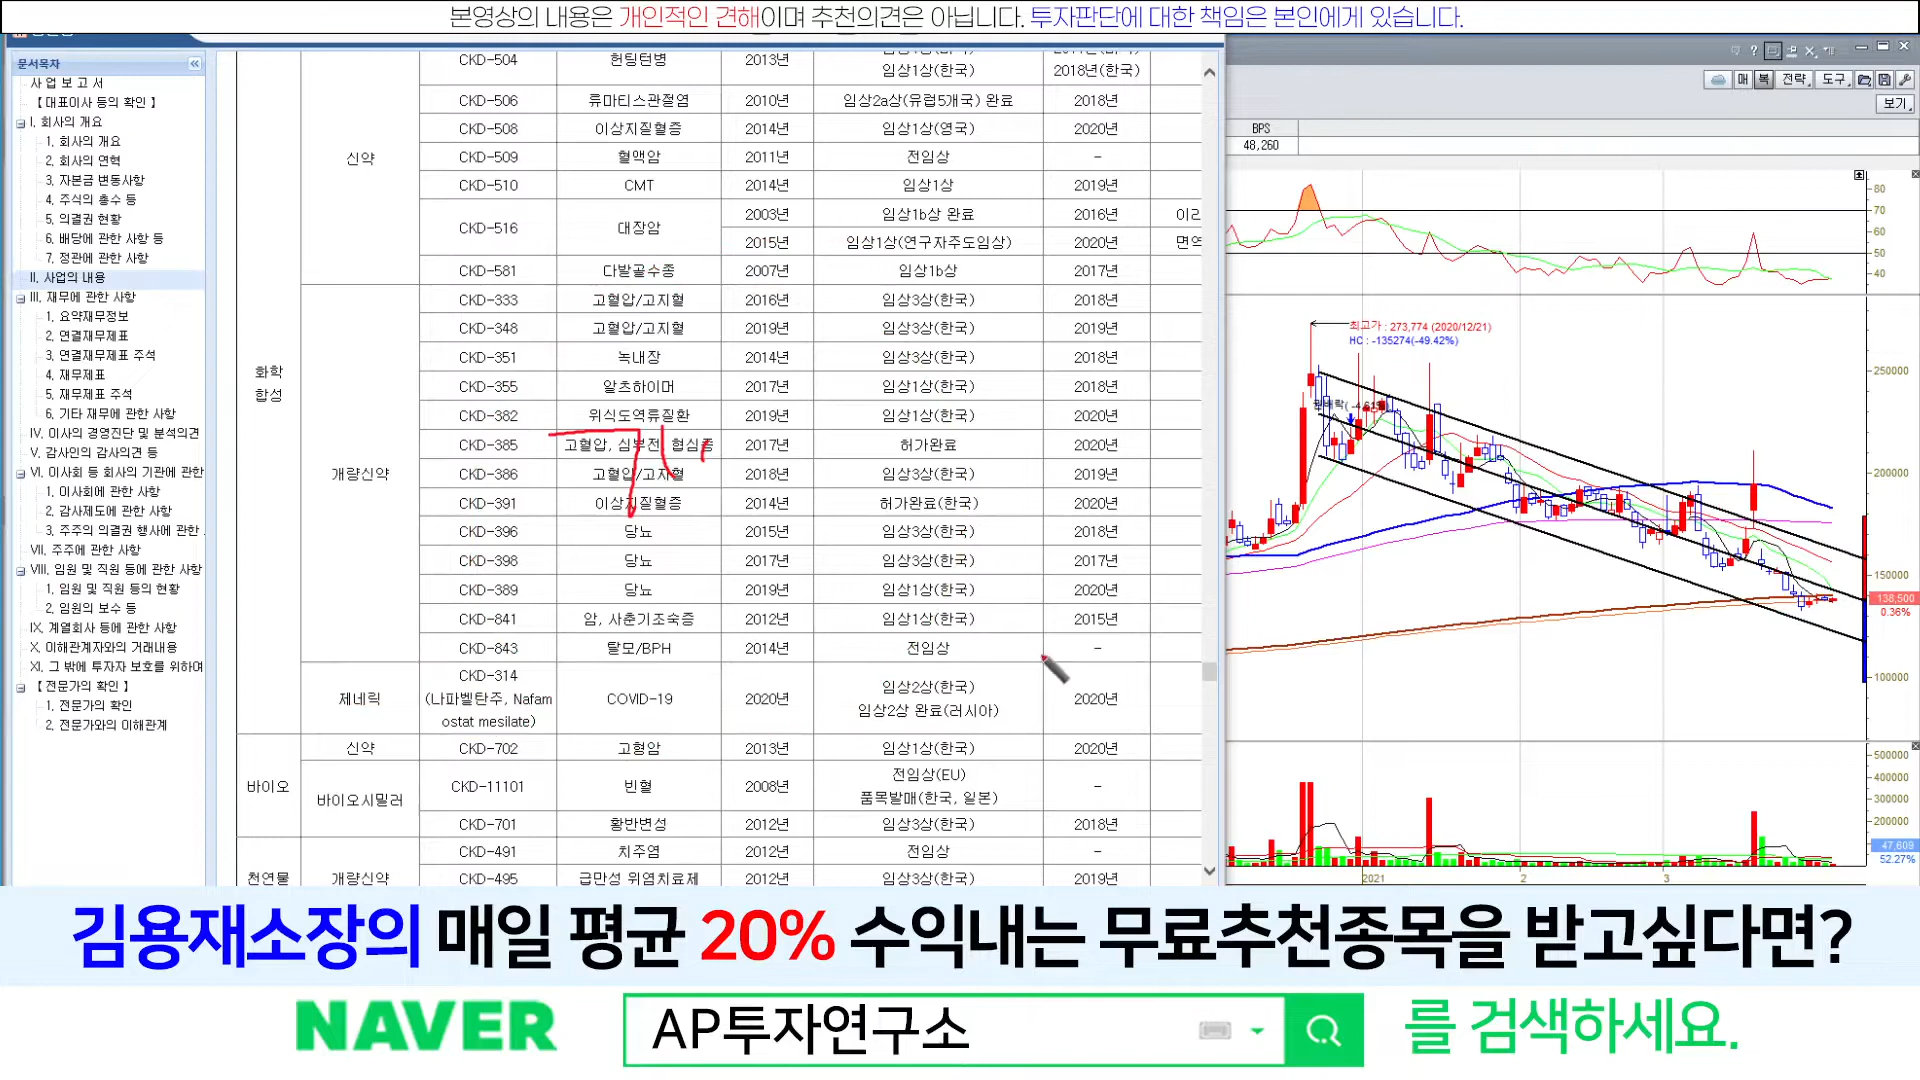 본영상의 내용은 개인적인 견해이며 추천의견은 아닙니다. 투자판단에 대한 책임은 본인에게 있습니다.
문서목차
사 업 보 고 서
【 대표이사 등의 확인 】
I. 회사의 개요
1. 회사의 개요
2. 회사의 연혁
3. 자본금 변동사항
4. 주식의 총수 등
5. 의결권 현황
6. 배당에 관한 사항 등
7. 정관에 관한 사항
II. 사업의 내용
III. 재무에 관한 사항
1. 요약재무정보
2. 연결재무제표
3. 연결재무제표 주석
4. 재무제표
5. 재무제표 주석
6. 기타 재무에 관한 사항
IV. 이사의 경영진단 및 분석의견
V. 감사인의 감사의견 등
VI. 이사회 등 회사의 기관에 관한
1. 이사회에 관한 사항
2. 감사제도에 관한 사항
3. 주주의 의결권 행사에 관한
VII. 주주에 관한 사항
VIII. 임원 및 직원 등에 관한 사항
1. 임원 및 직원 등의 현황
2. 임원의 보수 등
IX. 계열회사 등에 관한 사항
X. 이해관계자와의 거래내용
XI. 그 밖에 투자자 보호를 위하여
【 전문가의 확인 】
1. 전문가의 확인
2. 전문가와의 이해관계
화학
합성
신약
CKD-504 헌팅턴병 2013년 임상1상(한국) 2018년(한국)
CKD-506 류마티스관절염 2010년 임상2a상(유럽5개국) 완료 2018년
CKD-508 이상지질혈증 2014년 임상1상(영국) 2020년
CKD-509 혈액암 2011년 전임상 -
CKD-510 CMT 2014년 임상1상 2019년
CKD-516 대장암 2003년 임상1b상 완료 2016년 이리
2015년 임상1상(연구자주도임상) 2020년 면역
CKD-581 다발골수종 2007년 임상1b상 2017년
개량신약
CKD-333 고혈압/고지혈 2016년 임상3상(한국) 2018년
CKD-348 고혈압/고지혈 2019년 임상3상(한국) 2019년
CKD-351 녹내장 2014년 임상3상(한국) 2018년
CKD-355 알츠하이머 2017년 임상1상(한국) 2018년
CKD-382 위식도역류질환 2019년 임상1상(한국) 2020년
CKD-385 고혈압, 심부전, 협심증 2017년 허가완료 2020년
CKD-386 고혈압/고지혈 2018년 임상3상(한국) 2019년
CKD-391 이상지질혈증 2014년 허가완료(한국) 2020년
CKD-396 당뇨 2015년 임상3상(한국) 2018년
CKD-398 당뇨 2017년 임상3상(한국) 2017년
CKD-389 당뇨 2019년 임상1상(한국) 2020년
CKD-841 암, 사춘기조숙증 2012년 임상1상(한국) 2015년
CKD-843 탈모/BPH 2014년 전임상 -
제네릭 CKD-314
(나파벨탄주, Nafam
ostat mesilate)
COVID-19 2020년 임상2상(한국)
임상2상 완료(러시아)
2020년
바이오
신약 CKD-702 고형암 2013년 임상1상(한국) 2020년
바이오시밀러
CKD-11101 빈혈 2008년 전임상(EU)
품목발매(한국, 일본)
-
CKD-701 황반변성 2012년 임상3상(한국) 2018년
천연물 개량신약
CKD-491 치주염 2012년 전임상 -
CKD-495 급만성 위염치료제 2012년 임상3상(한국) 2019년
매 복 전략 도구
보기
BPS
48,260
80
70
60
50
40
최고가 : 273,774 (2020/12/21)
HC : -135274(-49.42%)
250000
200000
150000
138,500
0.36%
100000
500000
400000
300000
200000
47,609
52.27%
2021 2 3
김용재소장의 매일 평균 20% 수익내는 무료추천종목을 받고싶다면?
NAVER AP투자연구소 를 검색하세요.